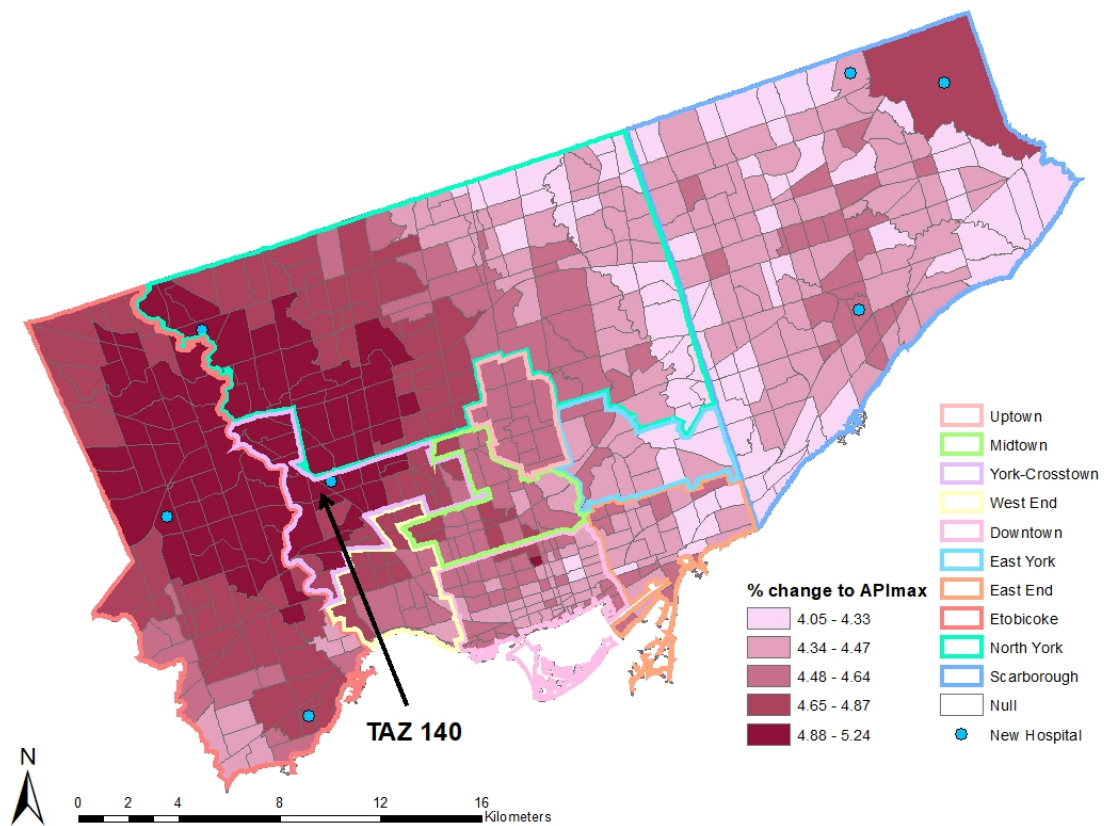 Uptown
Midtown
York-Crosstown
West End
Downtown
East York
East End
Etobicoke
North York
Scarborough
Null
New Hospital
% change to APImax
4.05 - 4.33
4.34 - 4.47
4.48 - 4.64
4.65 - 4.87
4.88 - 5.24
TAZ 140
N
0 2 4 8 12 16
Kilometers